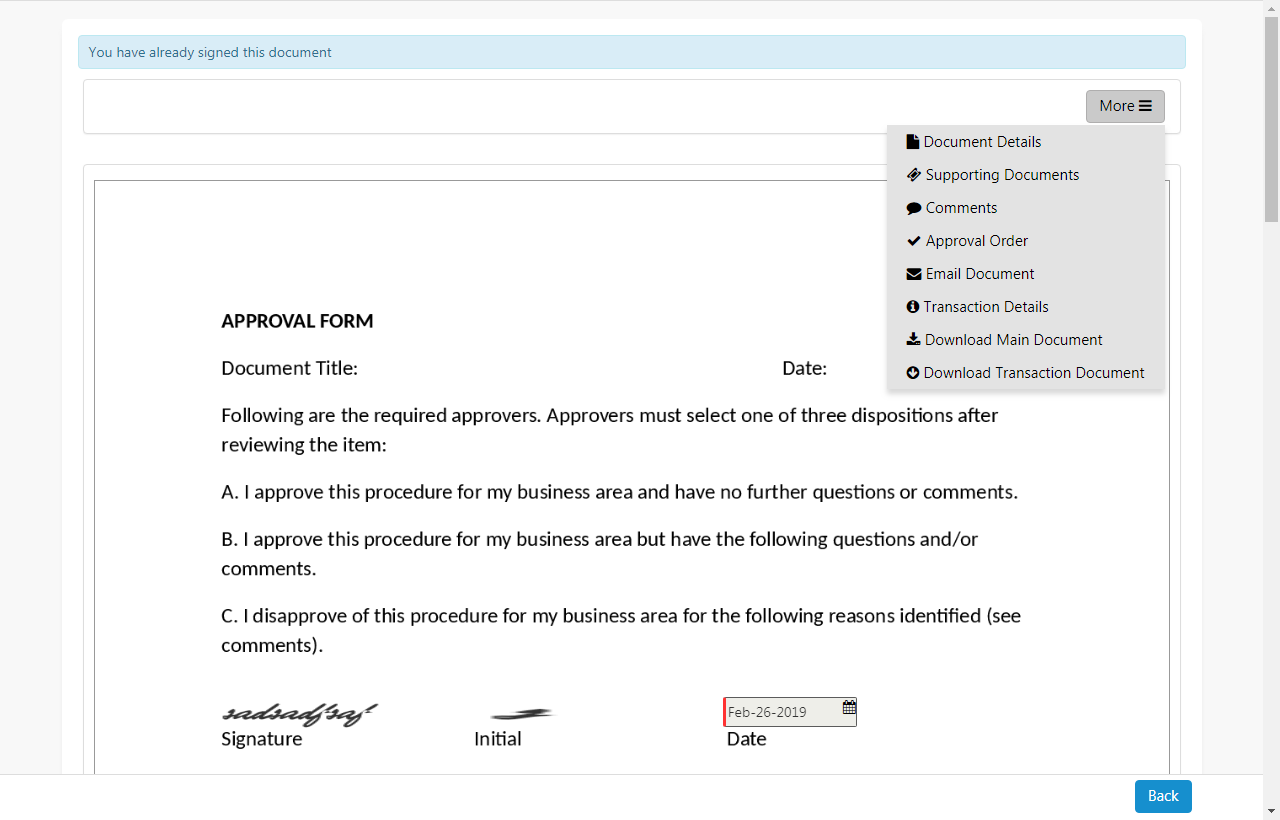 You have already signed this document
More
Document Details
Supporting Documents
Comments
Approval Order
Email Document
Transaction Details
Download Main Document
Download Transaction Document
APPROVAL FORM
Document Title: Date:
Following are the required approvers. Approvers must select one of three dispositions after
reviewing the item:
A. I approve this procedure for my business area and have no further questions or comments.
B. I approve this procedure for my business area but have the following questions and/or
comments.
C. I disapprove of this procedure for my business area for the following reasons identified (see
comments).
Feb-26-2019
Signature Initial Date
Back